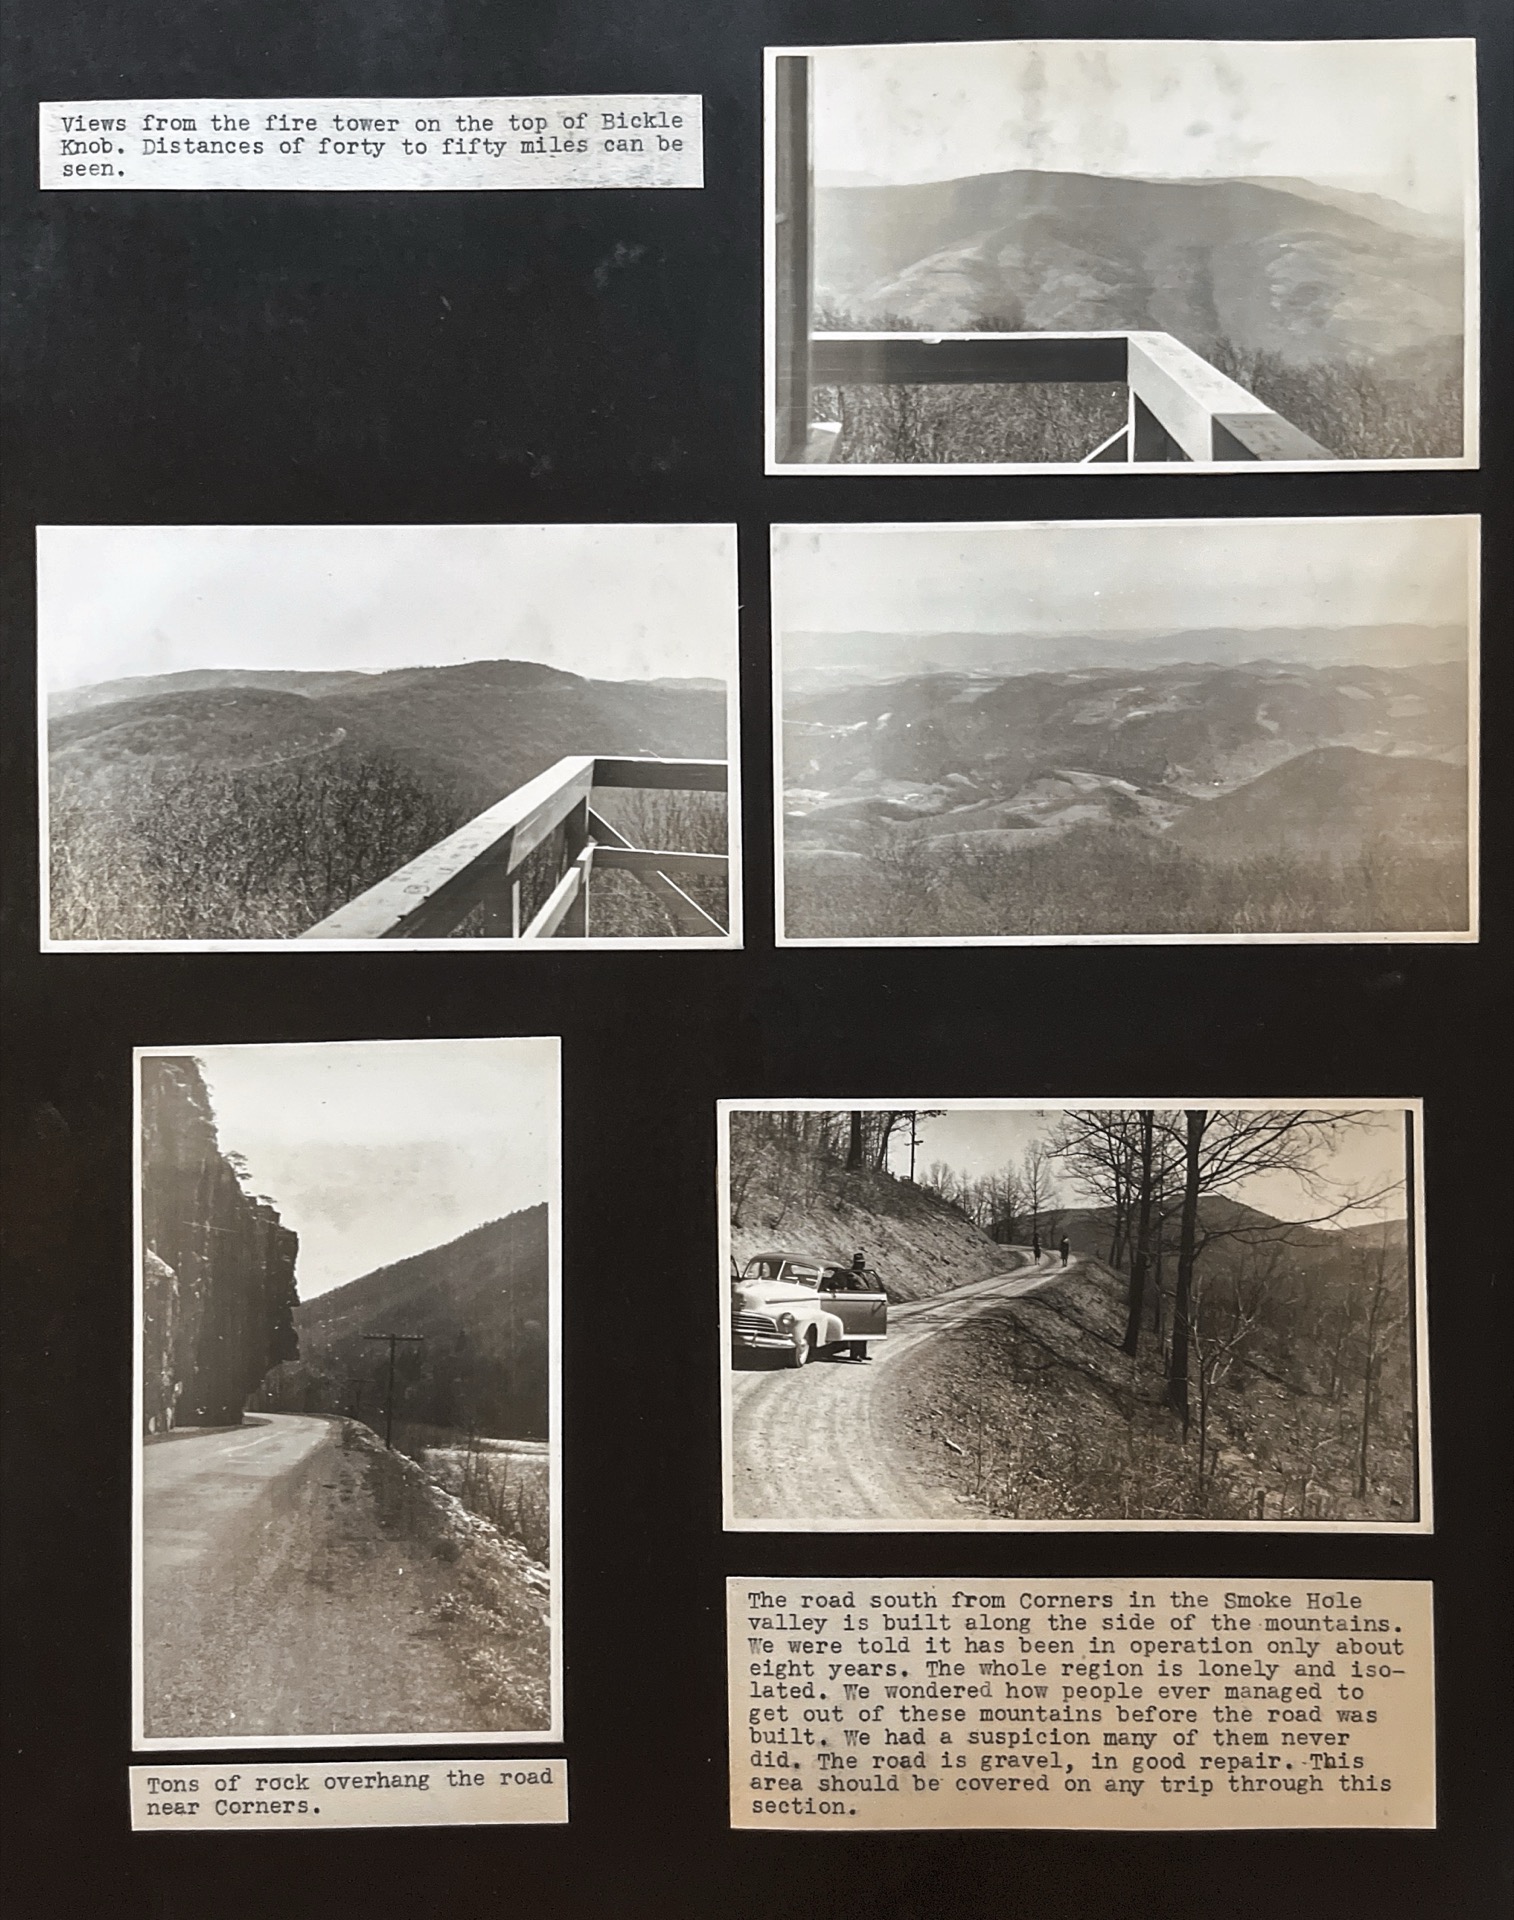 Views from the fire tower on the top of Bickle
Knob. Distances of forty to fifty miles can be
seen.
Tons of rock overhang the road
near Corners.
The road south from Corners in the Smoke Hole
valley is built along the side of the mountains.
We were told it has been in operation only about
eight years. The whole region is lonely and iso-
lated. We wondered how people ever managed to
get out of these mountains before the road was
built. We had a suspicion many of them never
did. The road is gravel, in good repair. This
area should be covered on any trip through this
section.